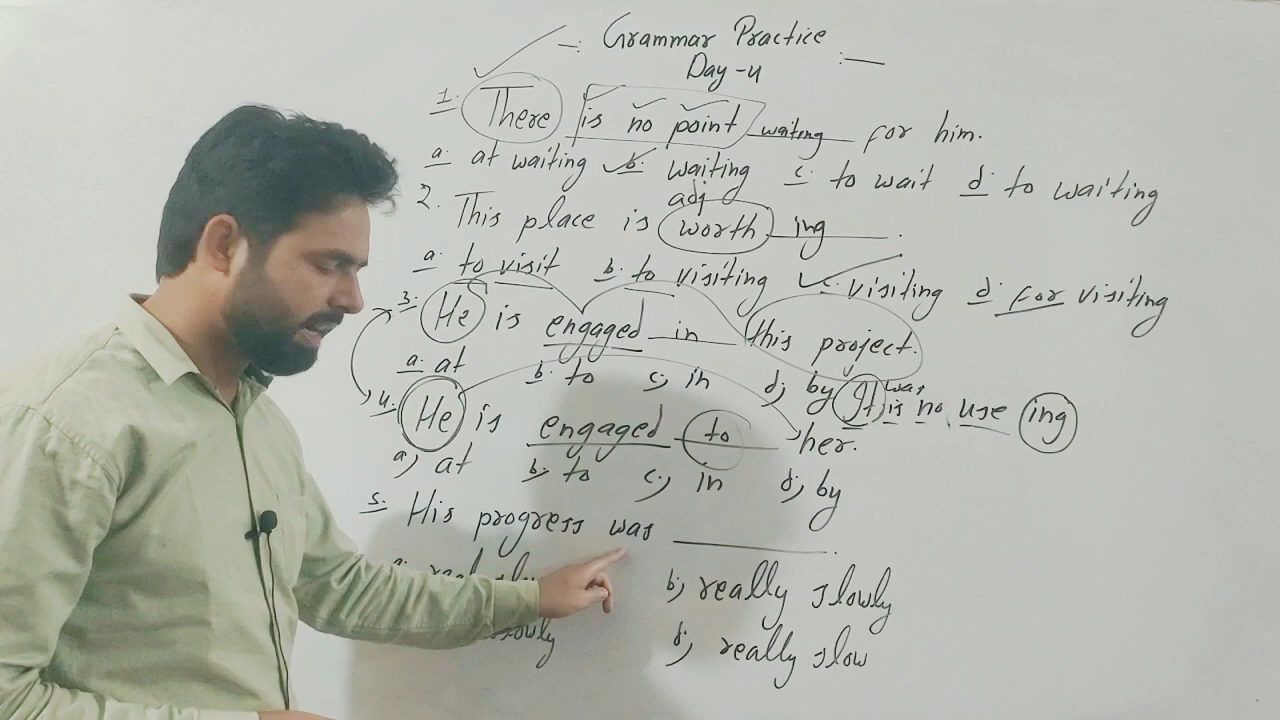 -: Grammar Practice :-
Day-4
1. There is no point waiting for him.
a. at waiting b. waiting c. to wait d. to waiting
adj
2. This place is worth ing .
a. to visit b. to visiting c. visiting d. for visiting
3. He is engaged in this project.
a. at b. to c, in d, by
It is no use ing
was
4. He is engaged to her.
a, at b. to c, in d, by
5. His progress was .
b, really slowly
d, really slow